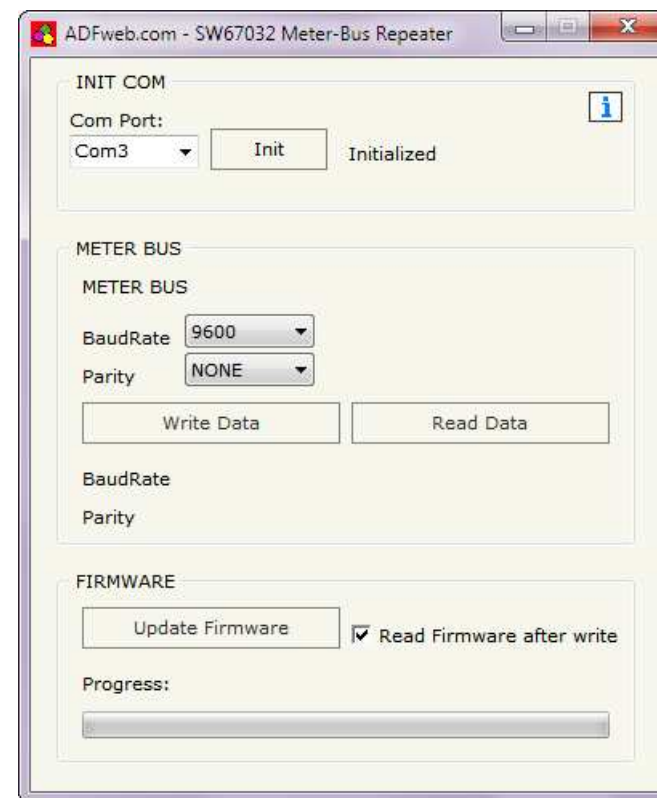 ADFweb.com - SW67032 Meter-Bus Repeater
INIT COM
Com Port:
Com3
Init
Initialized
METER BUS
METER BUS
BaudRate 9600
Parity NONE
Write Data Read Data
BaudRate
Parity
FIRMWARE
Update Firmware Read Firmware after write
Progress: